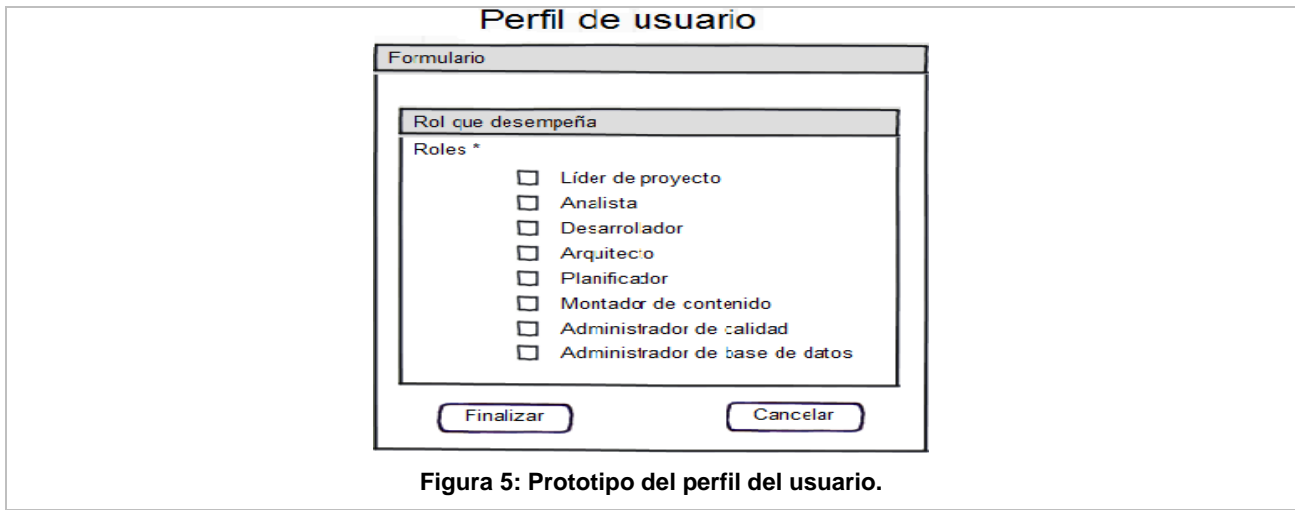 Perfil de usuario
Formulario
Rol que desempeña
Roles *
Líder de proyecto
Analista
Desarrollador
Arquitecto
Planificador
Montador de contenido
Administrador de calidad
Administrador de base de datos
Finalizar Cancelar
Figura 5: Prototipo del perfil del usuario.